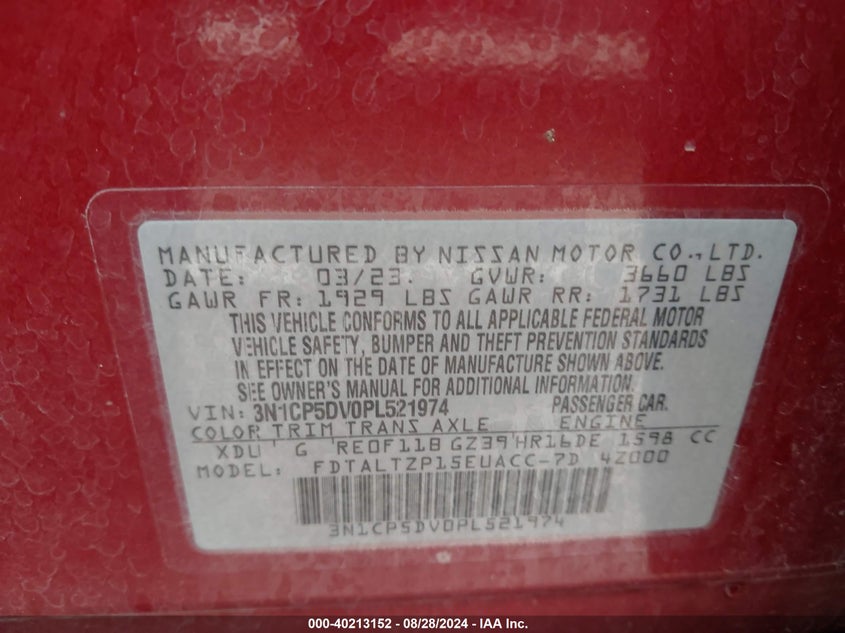 MANUFACTURED BY NISSAN MOTOR CO.,LTD.
DATE: 03/23. GVWR: 3660 LBS
GAWR FR: 1929 LBS GAWR RR: 1731 LBS
THIS VEHICLE CONFORMS TO ALL APPLICABLE FEDERAL MOTOR
VEHICLE SAFETY, BUMPER AND THEFT PREVENTION STANDARDS
IN EFFECT ON THE DATE OF MANUFACTURE SHOWN ABOVE.
SEE OWNER'S MANUAL FOR ADDITIONAL INFORMATION.
VIN: 3N1CP5DV0PL521974 PASSENGER CAR.
COLOR TRIM TRANS AXLE ENGINE
XDU G RE0F11B GZ39 HR16DE 1598 CC
MODEL: FDTALTZP15EUACC-7D 4Z000
3N1CP5DV0PL521974
000-40213152 - 08/28/2024 - IAA Inc.